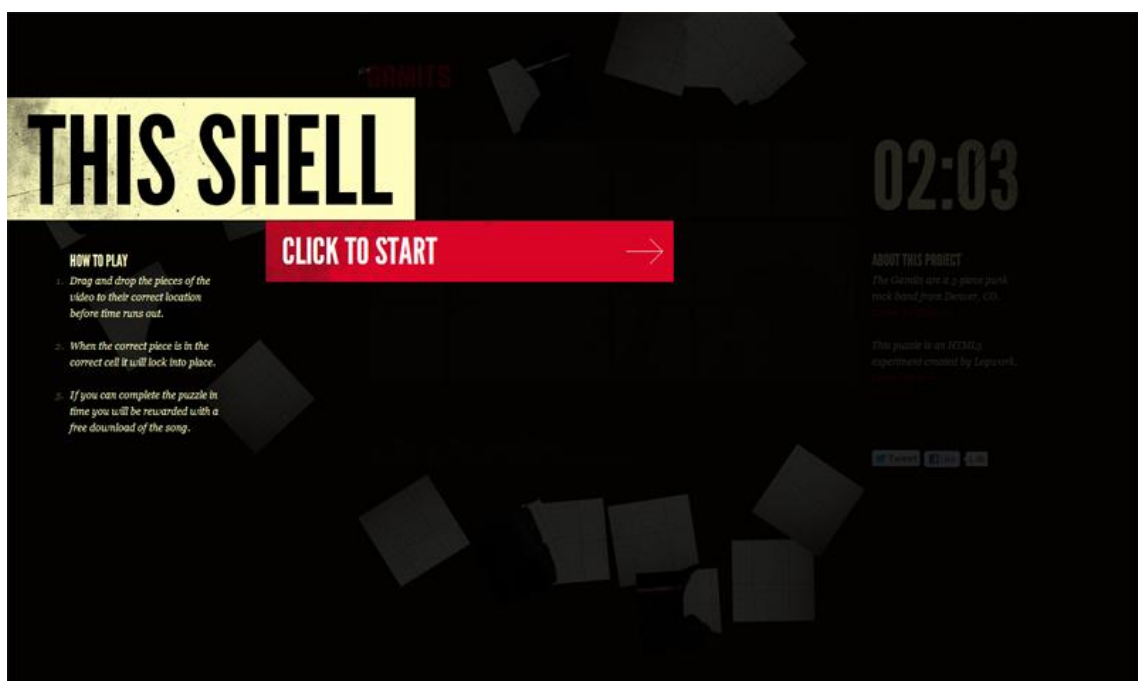 GAMITS
THIS SHELL
CLICK TO START
HOW TO PLAY
1. Drag and drop the pieces of the
video to their correct location
before time runs out.
2. When the correct piece is in the
correct cell it will lock into place.
3. If you can complete the puzzle in
time you will be rewarded with a
free download of the song.
02:03
ABOUT THIS PROJECT
The Gamits are a 3-piece punk
rock band from Denver, CO.
This puzzle is an HTML5
experiment created by Legwork.
Tweet
Like